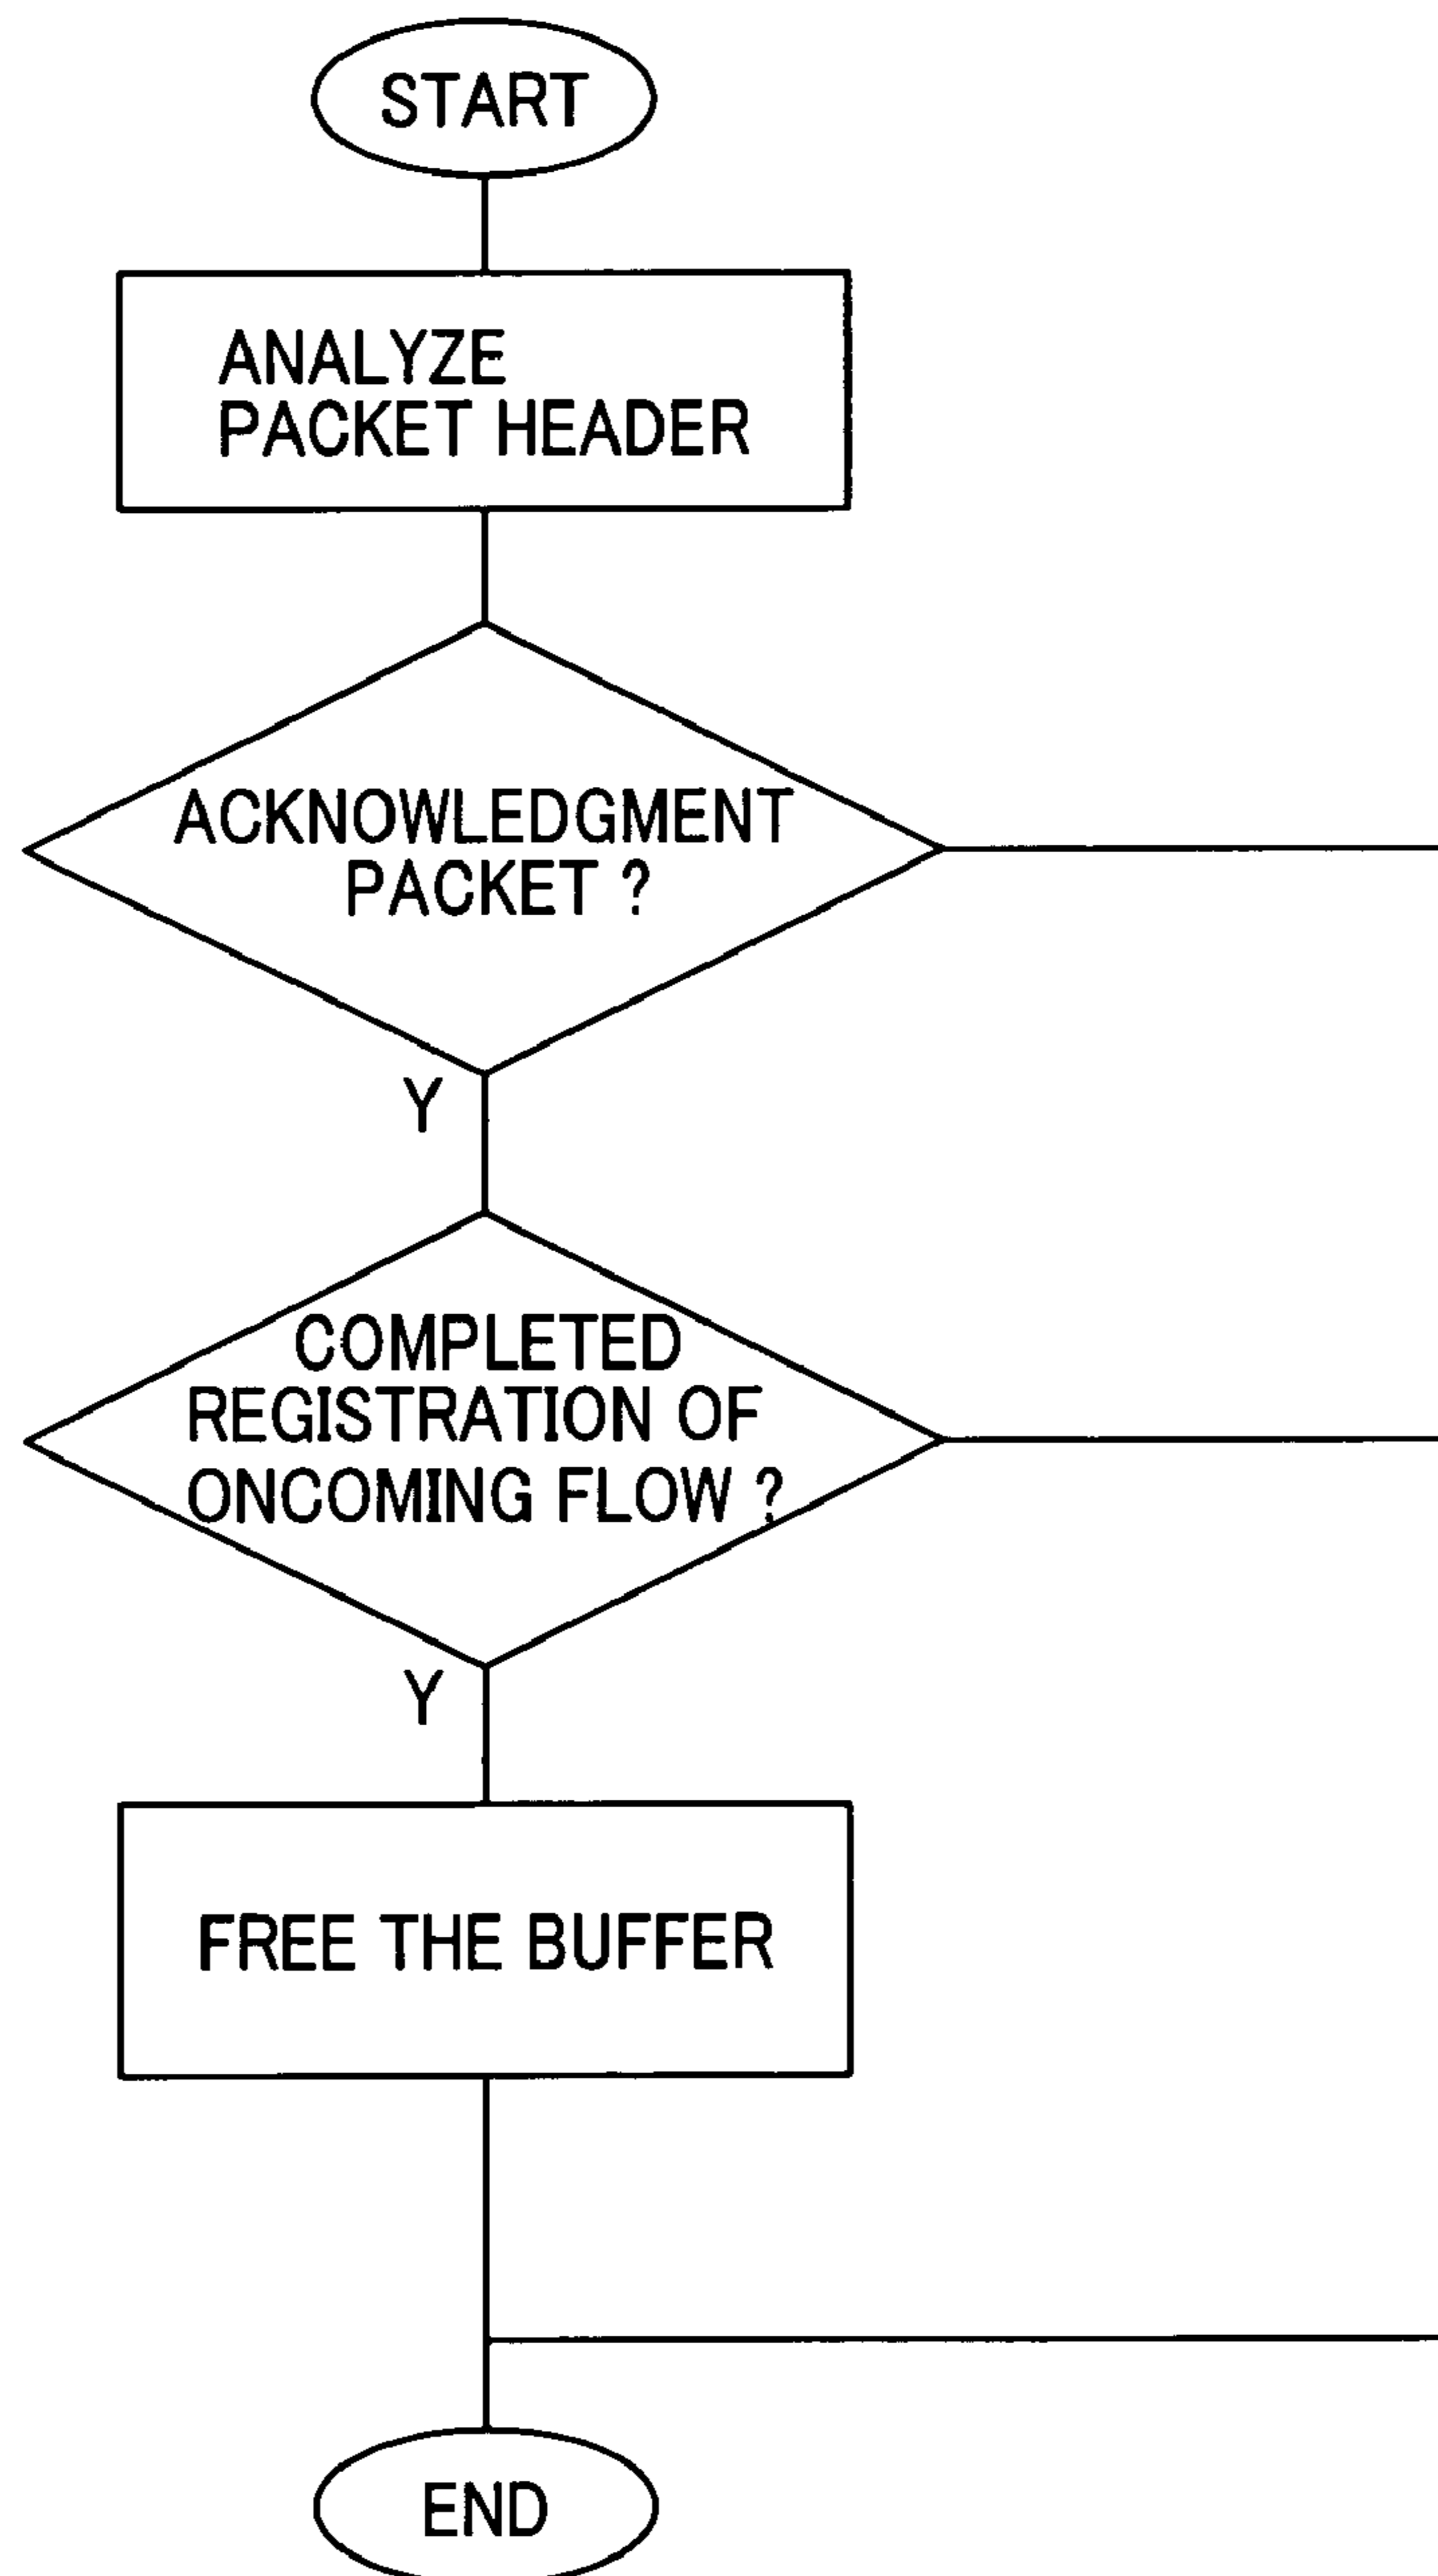 START
ANALYZE
PACKET HEADER
ACKNOWLEDGMENT
PACKET ?
Y
COMPLETED
REGISTRATION OF
ONCOMING FLOW ?
Y
FREE THE BUFFER
END